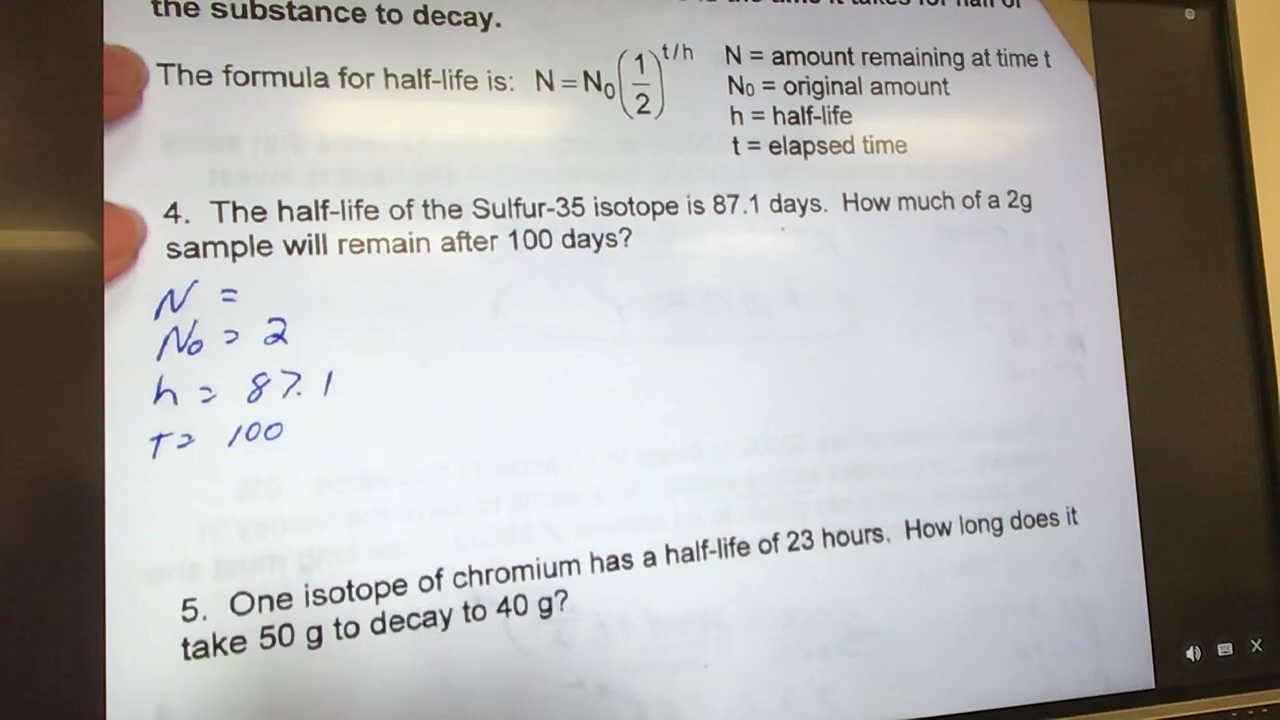 the substance to decay.
The formula for half-life is: N=N₀(1/2)^t/h
N = amount remaining at time t
N₀ = original amount
h = half-life
t = elapsed time
4. The half-life of the Sulfur-35 isotope is 87.1 days. How much of a 2g
sample will remain after 100 days?
N =
N₀ = 2
h = 87.1
T = 100
5. One isotope of chromium has a half-life of 23 hours. How long does it
take 50 g to decay to 40 g?